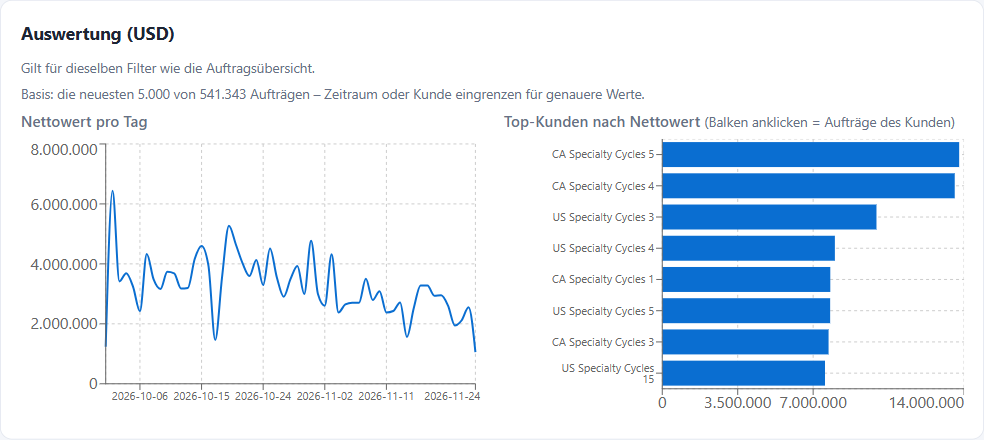 Auswertung (USD)
Gilt für dieselben Filter wie die Auftragsübersicht.
Basis: die neuesten 5.000 von 541.343 Aufträgen – Zeitraum oder Kunde eingrenzen für genauere Werte.
Nettowert pro Tag
8.000.000
6.000.000
4.000.000
2.000.000
0
2026-10-06 2026-10-15 2026-10-24 2026-11-02 2026-11-11 2026-11-24
Top-Kunden nach Nettowert (Balken anklicken = Aufträge des Kunden)
CA Specialty Cycles 5
CA Specialty Cycles 4
US Specialty Cycles 3
US Specialty Cycles 4
CA Specialty Cycles 1
US Specialty Cycles 5
CA Specialty Cycles 3
US Specialty Cycles
15
0 3.500.000 7.000.000 14.000.000